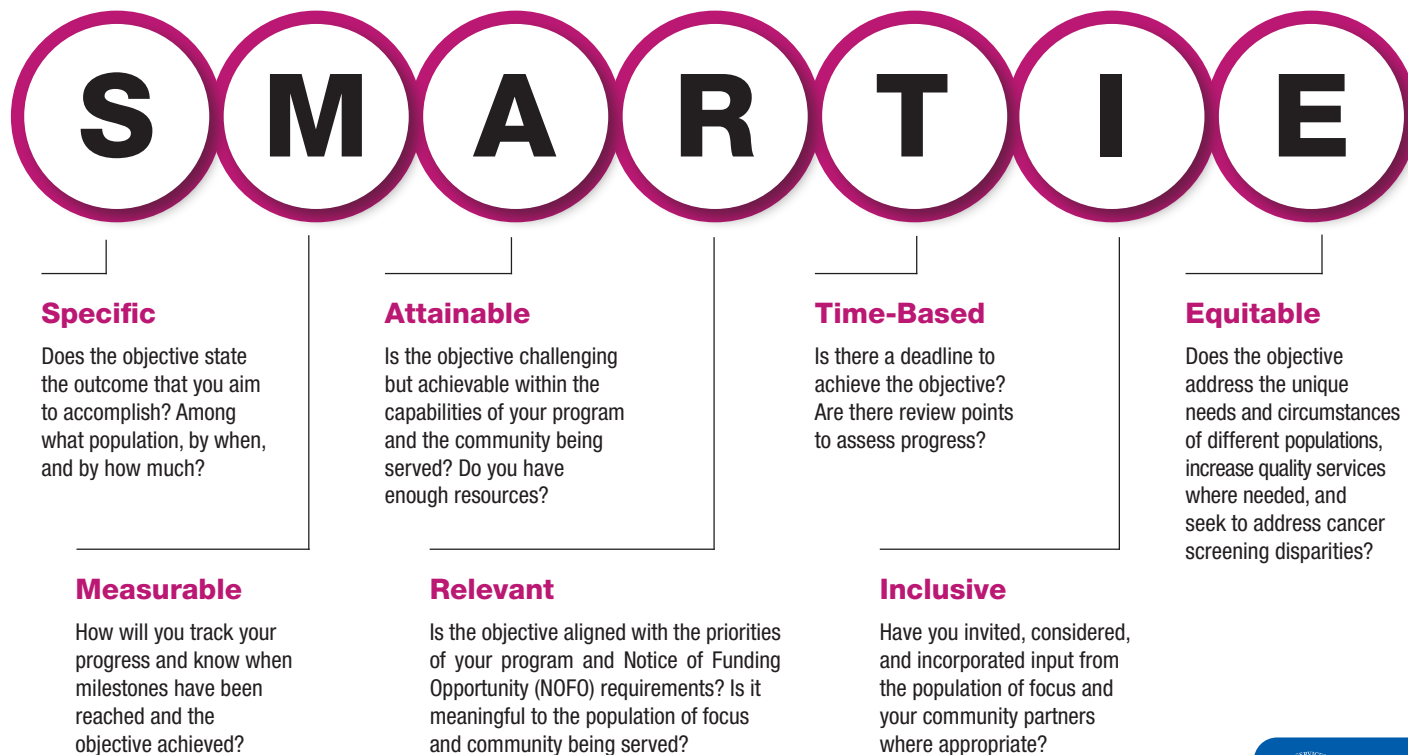 S M A R T I E
Specific
Does the objective state
the outcome that you aim
to accomplish? Among
what population, by when,
and by how much?
Measurable
How will you track your
progress and know when
milestones have been
reached and the
objective achieved?
Attainable
Is the objective challenging
but achievable within the
capabilities of your program
and the community being
served? Do you have
enough resources?
Relevant
Is the objective aligned with the priorities
of your program and Notice of Funding
Opportunity (NOFO) requirements? Is it
meaningful to the population of focus
and community being served?
Time-Based
Is there a deadline to
achieve the objective?
Are there review points
to assess progress?
Inclusive
Have you invited, considered,
and incorporated input from
the population of focus and
your community partners
where appropriate?
Equitable
Does the objective
address the unique
needs and circumstances
of different populations,
increase quality services
where needed, and
seek to address cancer
screening disparities?